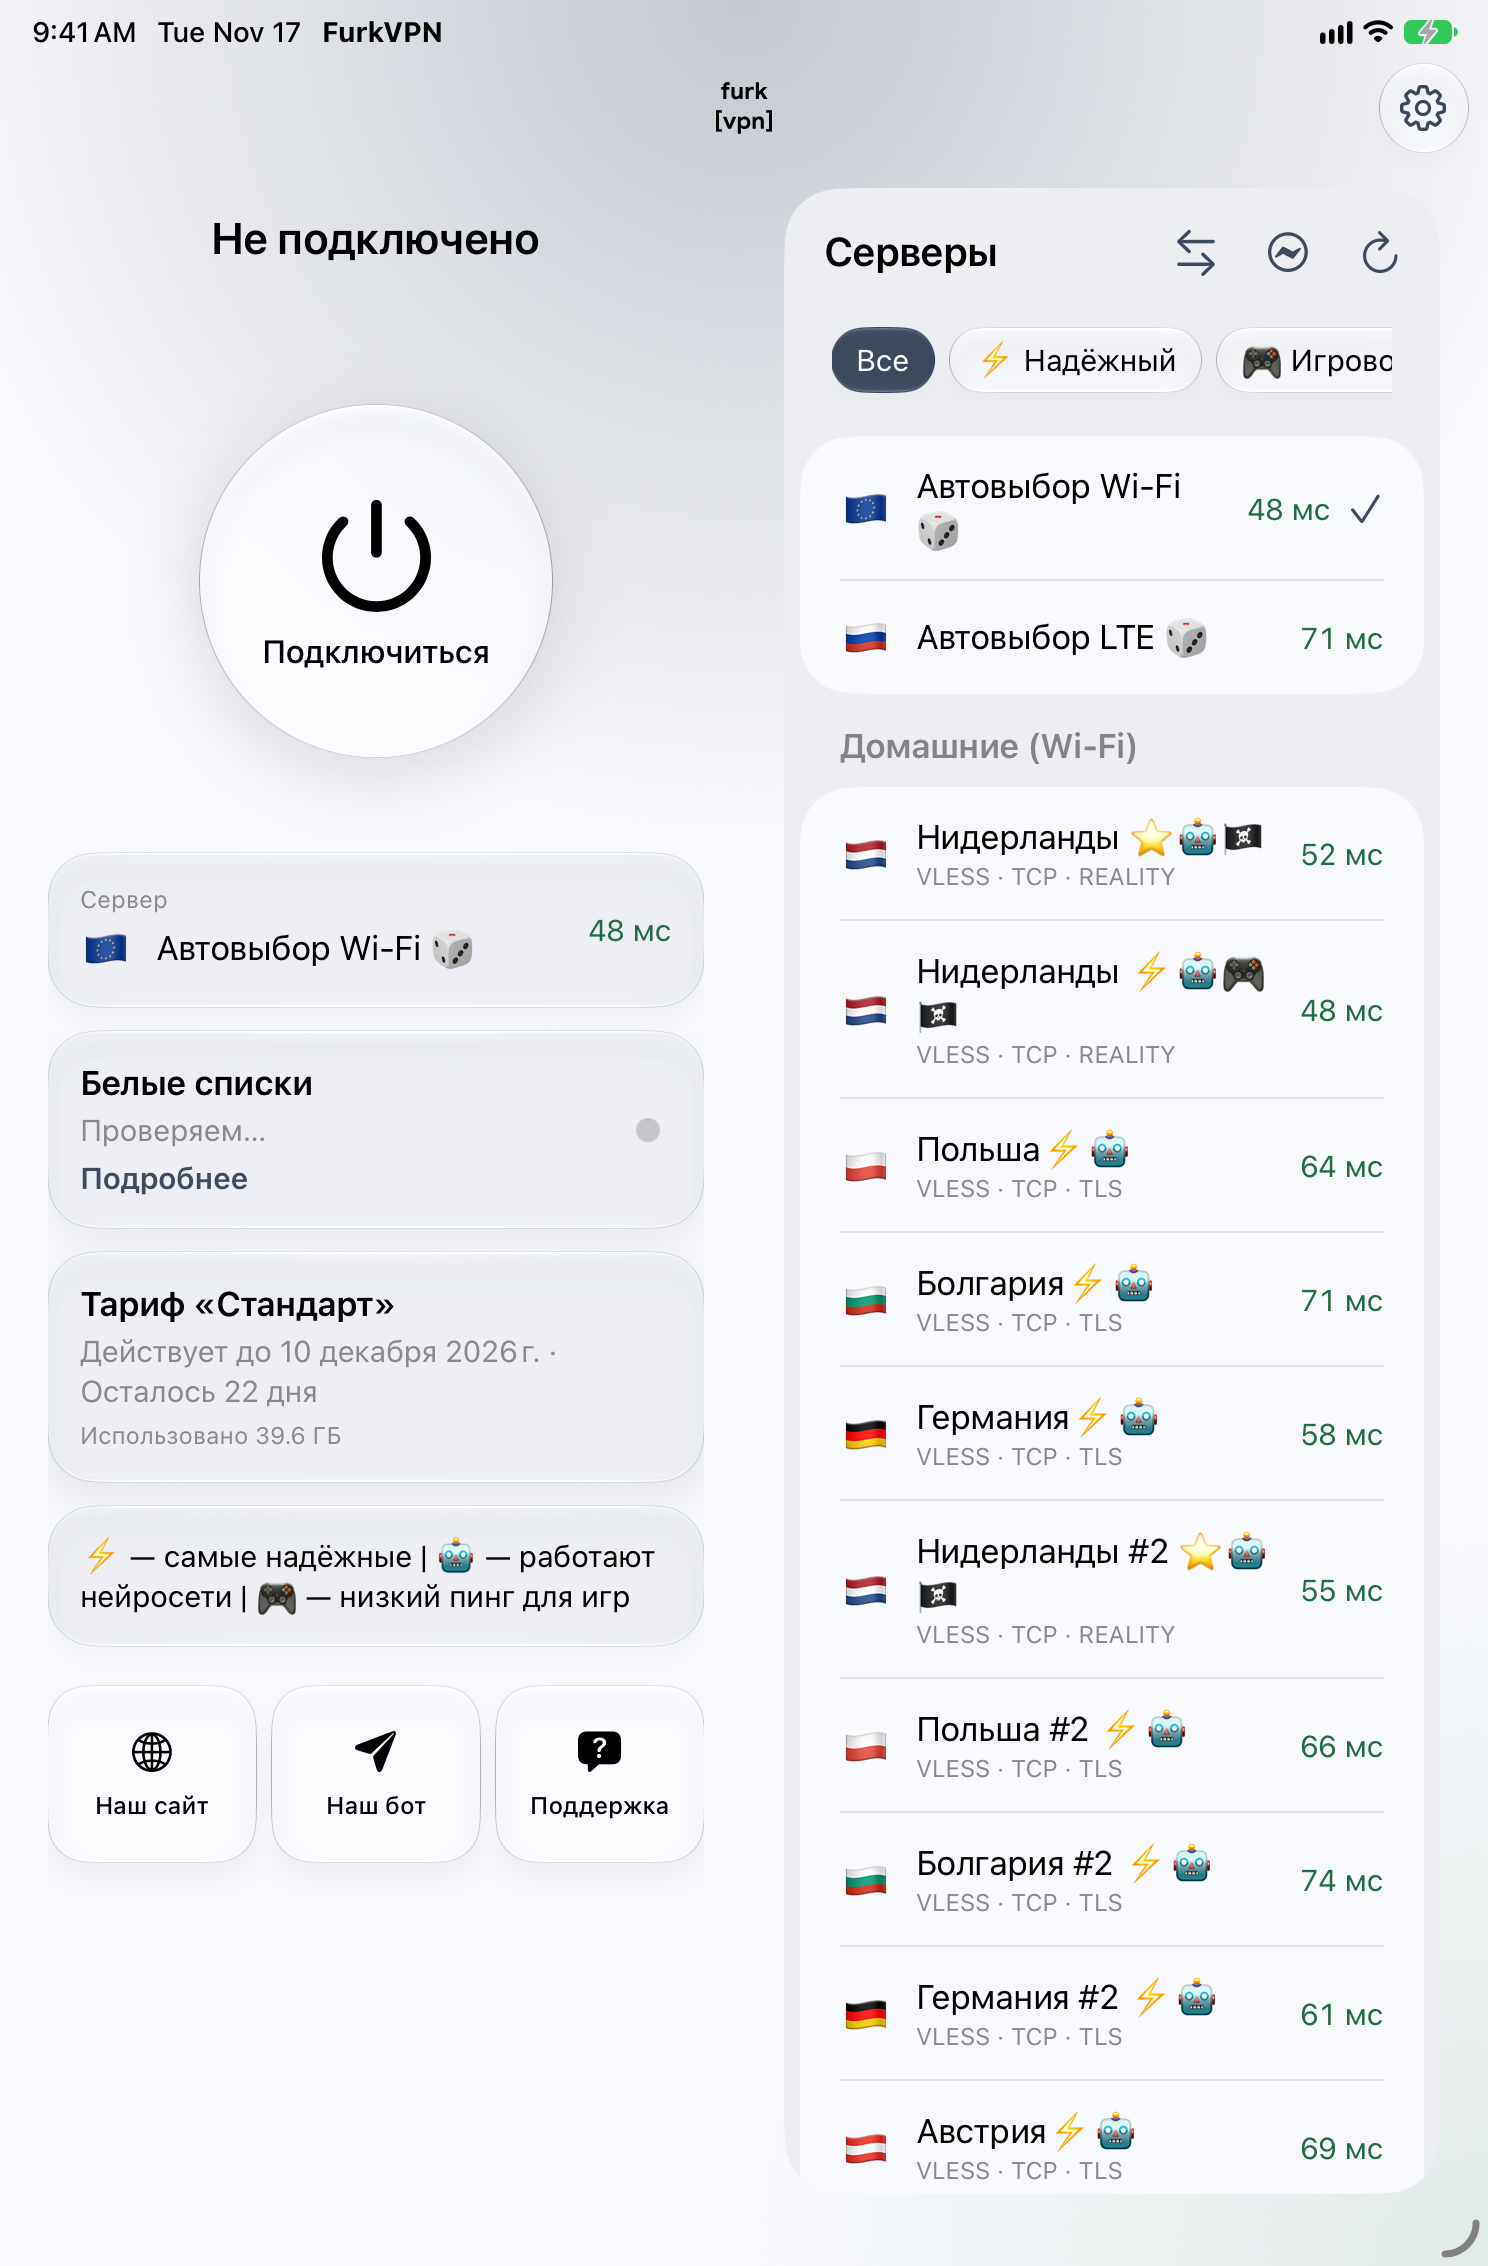 9:41 AM Tue Nov 17 FurkVPN
furk
[vpn]
Не подключено
Подключиться
Сервер
🇪🇺 Автовыбор Wi-Fi 🎲 48 мс
Белые списки
Проверяем...
Подробнее
Тариф «Стандарт»
Действует до 10 декабря 2026 г. ·
Осталось 22 дня
Использовано 39.6 ГБ
⚡ — самые надёжные | 🤖 — работают
нейросети | 🎮 — низкий пинг для игр
Наш сайт
Наш бот
Поддержка
Серверы
Все
⚡ Надёжный
🎮 Игрово
🇪🇺 Автовыбор Wi-Fi
🎲
48 мс
🇷🇺 Автовыбор LTE 🎲 71 мс
Домашние (Wi-Fi)
🇳🇱 Нидерланды ⭐🤖🏴‍☠️ 52 мс
VLESS · TCP · REALITY
🇳🇱 Нидерланды ⚡🤖🎮
🏴‍☠️ 48 мс
VLESS · TCP · REALITY
🇵🇱 Польша⚡🤖 64 мс
VLESS · TCP · TLS
🇧🇬 Болгария⚡🤖 71 мс
VLESS · TCP · TLS
🇩🇪 Германия⚡🤖 58 мс
VLESS · TCP · TLS
🇳🇱 Нидерланды #2 ⭐🤖
🏴‍☠️ 55 мс
VLESS · TCP · REALITY
🇵🇱 Польша #2 ⚡🤖 66 мс
VLESS · TCP · TLS
🇧🇬 Болгария #2 ⚡🤖 74 мс
VLESS · TCP · TLS
🇩🇪 Германия #2 ⚡🤖 61 мс
VLESS · TCP · TLS
🇦🇹 Австрия⚡🤖 69 мс
VLESS · TCP · TLS